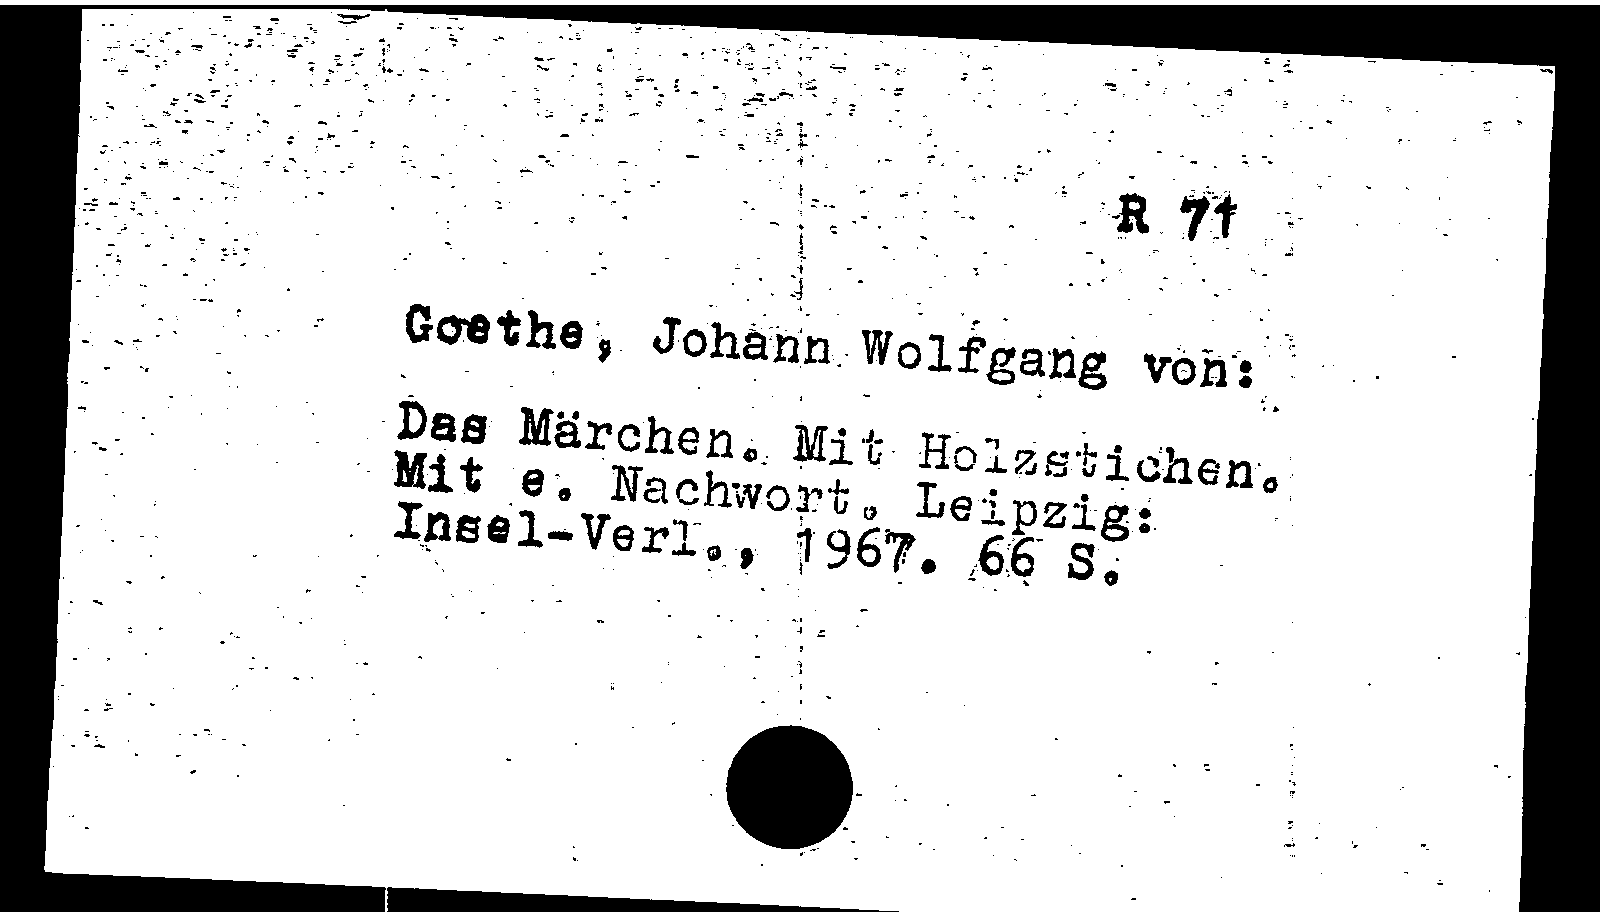 R 71
Goethe, Johann Wolfgang von:
Das Märchen. Mit Holzstichen.
Mit e. Nachwort. Leipzig:
Insel-Verl., 1967. 66 S.